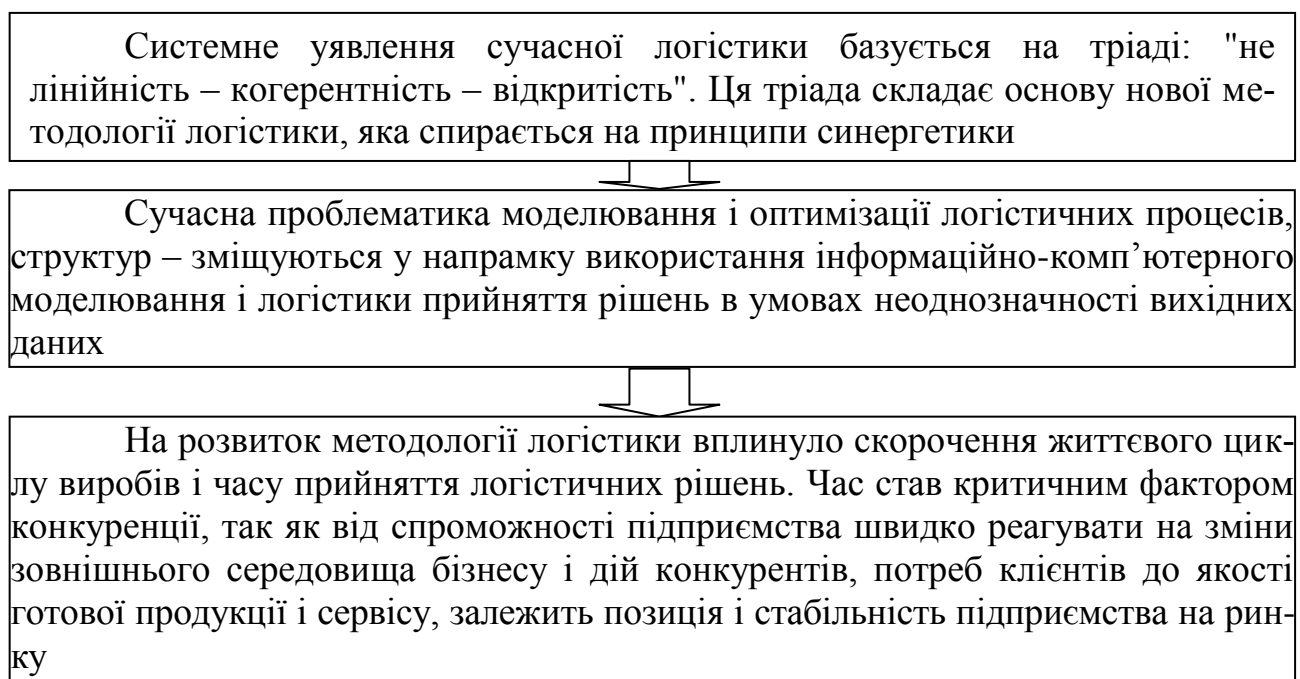 Системне уявлення сучасної логістики базується на тріаді: "не
лінійність – когерентність – відкритість". Ця тріада складає основу нової ме-
тодології логістики, яка спирається на принципи синергетики
Сучасна проблематика моделювання і оптимізації логістичних процесів,
структур – зміщуються у напрамку використання інформаційно-комп’ютерного
моделювання і логістики прийняття рішень в умовах неоднозначності вихідних
даних
На розвиток методології логістики вплинуло скорочення життєвого цик-
лу виробів і часу прийняття логістичних рішень. Час став критичним фактором
конкуренції, так як від спроможності підприємства швидко реагувати на зміни
зовнішнього середовища бізнесу і дій конкурентів, потреб клієнтів до якості
готової продукції і сервісу, залежить позиція і стабільність підприємства на рин-
ку